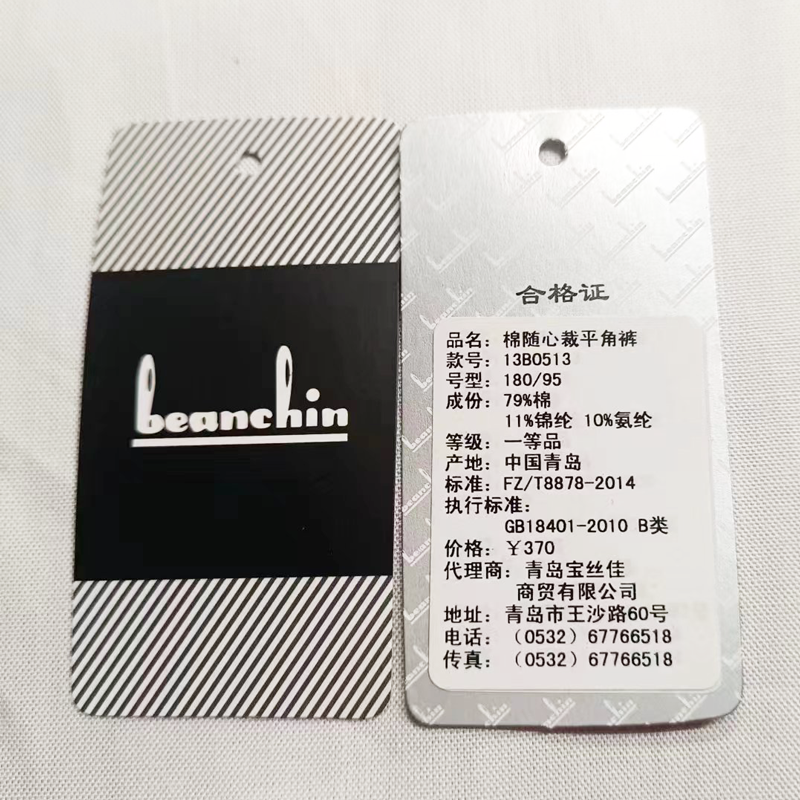 beanchin
合格证
品名：棉随心裁平角裤
款号：13B0513
号型：180/95
成份：79%棉
11%锦纶 10%氨纶
等级：一等品
产地：中国青岛
标准：FZ/T8878-2014
执行标准：
GB18401-2010 B类
价格：￥370
代理商：青岛宝丝佳
商贸有限公司
地址：青岛市王沙路60号
电话：（0532）67766518
传真：（0532）67766518